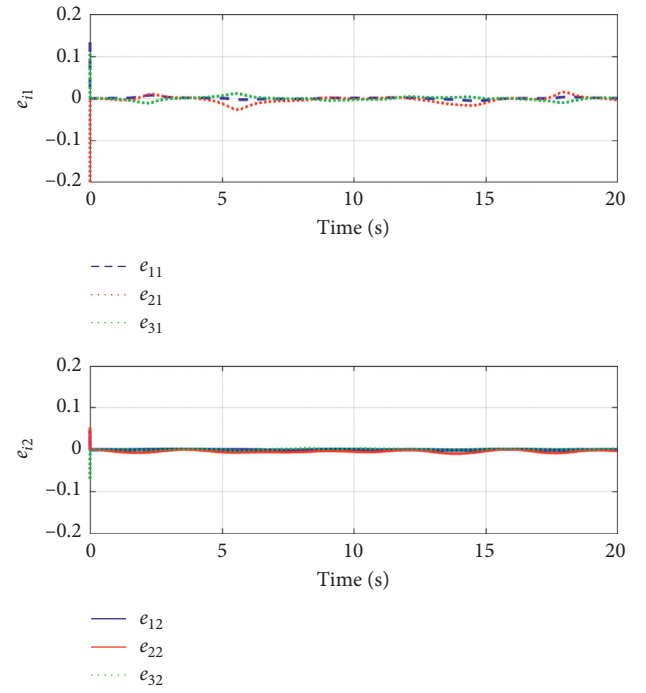 0.2
0.1
0
−0.1
−0.2
e_{i1}
0 5 10 15 20
Time (s)
e_{11}
e_{21}
e_{31}
0.2
0.1
0
−0.1
−0.2
e_{i2}
0 5 10 15 20
Time (s)
e_{12}
e_{22}
e_{32}